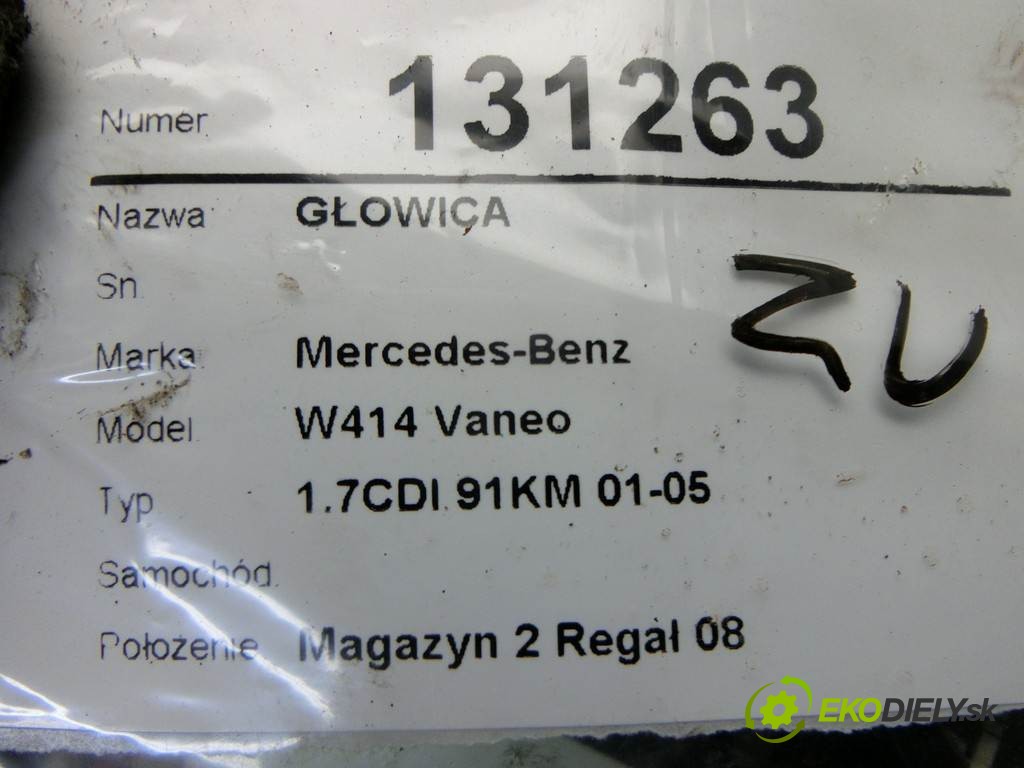 Numer 131263
Nazwa GŁOWICA
Sn
Marka Mercedes-Benz
Model W414 Vaneo
Typ 1.7CDI 91KM 01-05
Samochód
Położenie Magazyn 2 Regał 08
ZU
EKODIELY.sk